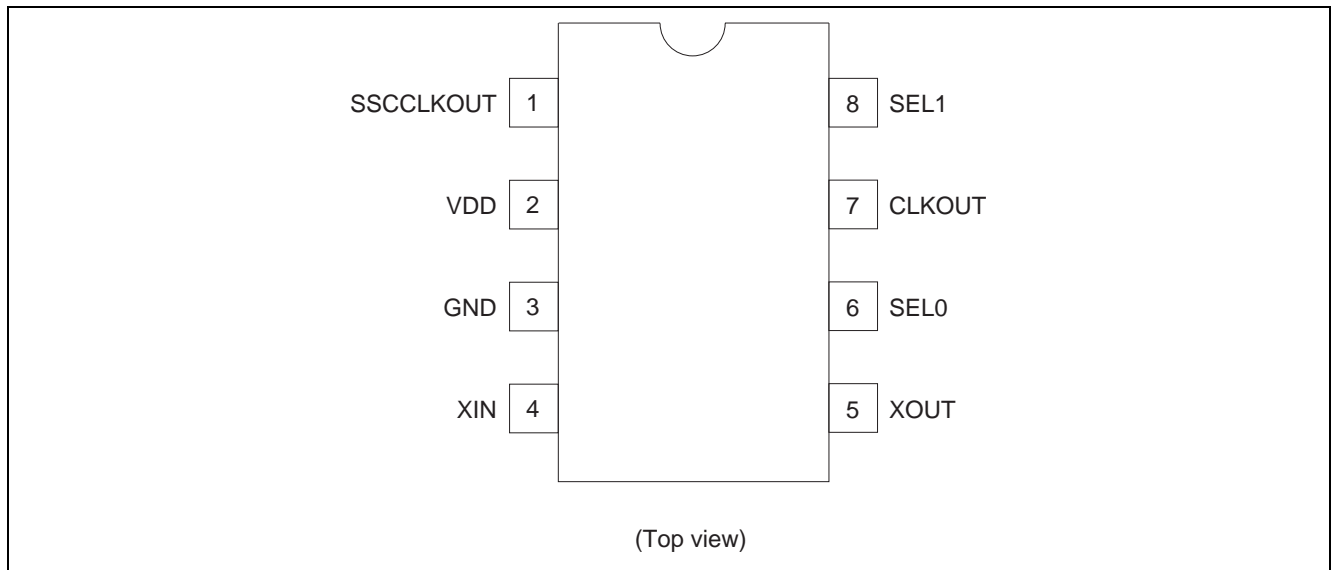 SSCCLKOUT 1 8 SEL1
VDD 2 7 CLKOUT
GND 3 6 SEL0
XIN 4 5 XOUT
(Top view)